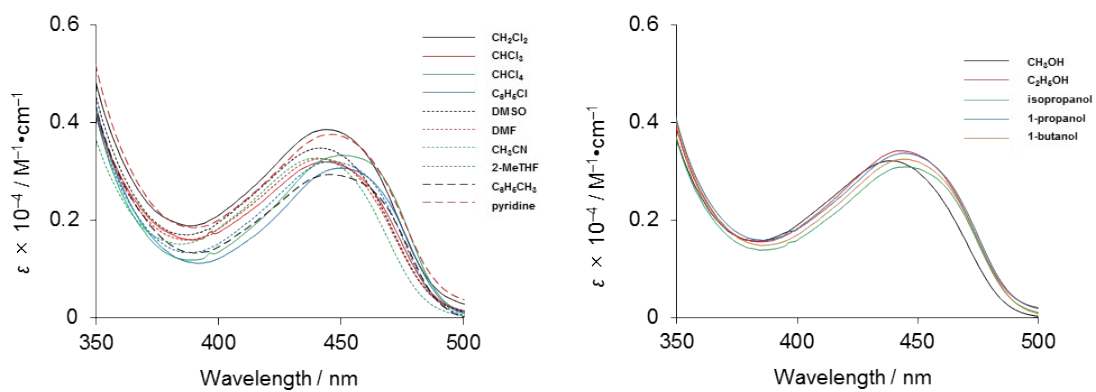 0.6
0.4
0.2
0
350
400
450
500
Wavelength / nm
ε × 10⁻⁴ / M⁻¹•cm⁻¹
CH₂Cl₂
CHCl₃
CHCl₄
C₆H₅Cl
DMSO
DMF
CH₃CN
2-MeTHF
C₆H₅CH₃
pyridine
0.6
0.4
0.2
0
350
400
450
500
Wavelength / nm
ε × 10⁻⁴ / M⁻¹•cm⁻¹
CH₃OH
C₂H₅OH
isopropanol
1-propanol
1-butanol